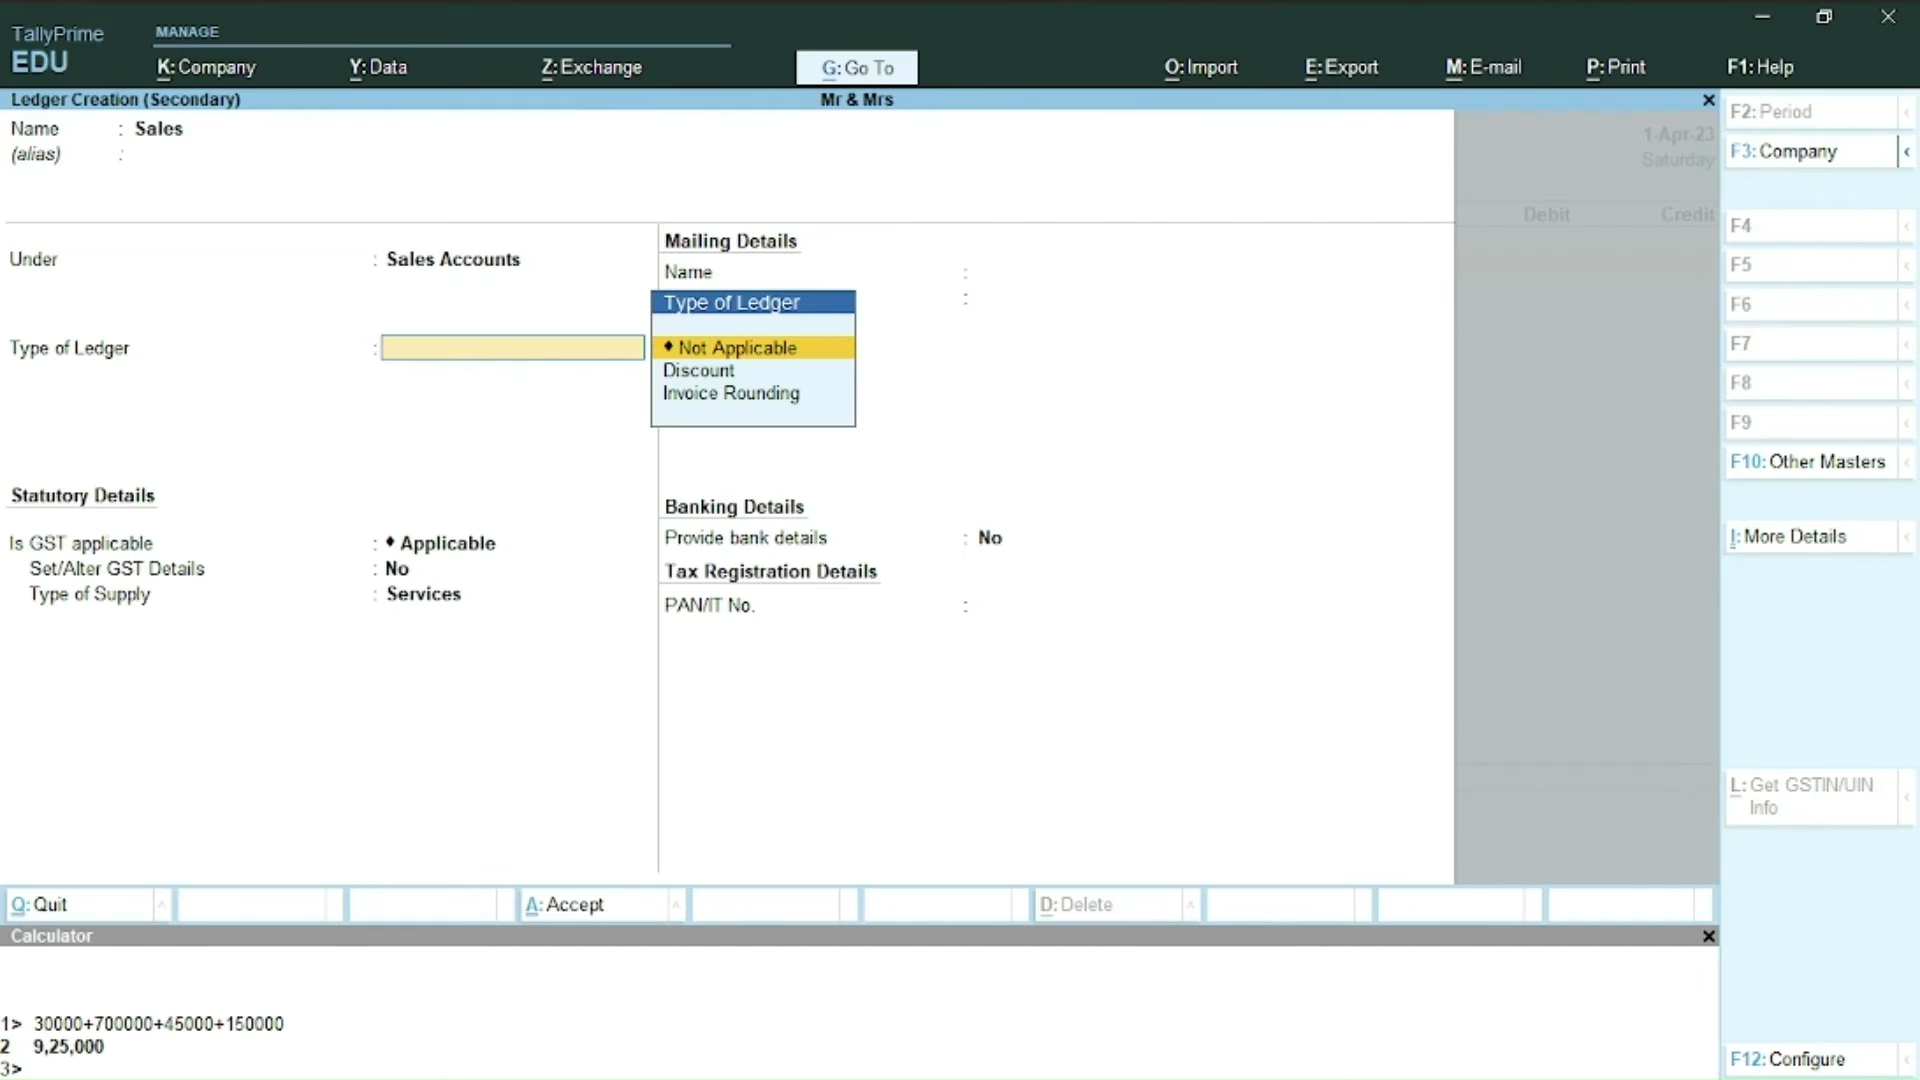 TallyPrime
EDU
MANAGE
K: Company
Y: Data
Z: Exchange
G: Go To
O: Import
E: Export
M: E-mail
P: Print
F1: Help
Ledger Creation (Secondary)
Mr & Mrs
Name : Sales
(alias) :
1-Apr-23
Saturday
Debit Credit
Under : Sales Accounts
Type of Ledger :
Mailing Details
Name :
:
Type of Ledger
♦ Not Applicable
Discount
Invoice Rounding
Statutory Details
Is GST applicable : ♦ Applicable
Set/Alter GST Details : No
Type of Supply : Services
Banking Details
Provide bank details : No
Tax Registration Details
PAN/IT No. :
F2: Period
F3: Company
F4
F5
F6
F7
F8
F9
F10: Other Masters
I: More Details
L: Get GSTIN/UIN
Info
F12: Configure
Q: Quit
A: Accept
D: Delete
Calculator
1> 30000+700000+45000+150000
2 9,25,000
3>